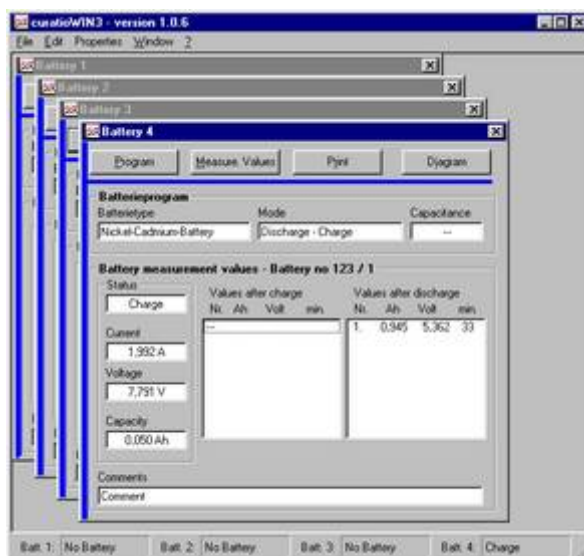 curatioWIN3 - version 1.0.6
File Edit Properties Window ?
Battery 1
Battery 2
Battery 3
Battery 4
Program Measure. Values Print Diagram
Batterieprogram
Batterietype Mode Capacitance
Nickel-Cadmium-Battery Discharge - Charge --
Battery measurement values - Battery no 123 / 1
Status Values after charge Values after discharge
Charge Nr. Ah Volt min. Nr. Ah Volt min.
-- 1. 0,945 5,362 33
Current
1,992 A
Voltage
7,791 V
Capacity
0,050 Ah
Comments
Comment
Batt. 1: No Battery Batt. 2: No Battery Batt. 3: No Battery Batt. 4: Charge